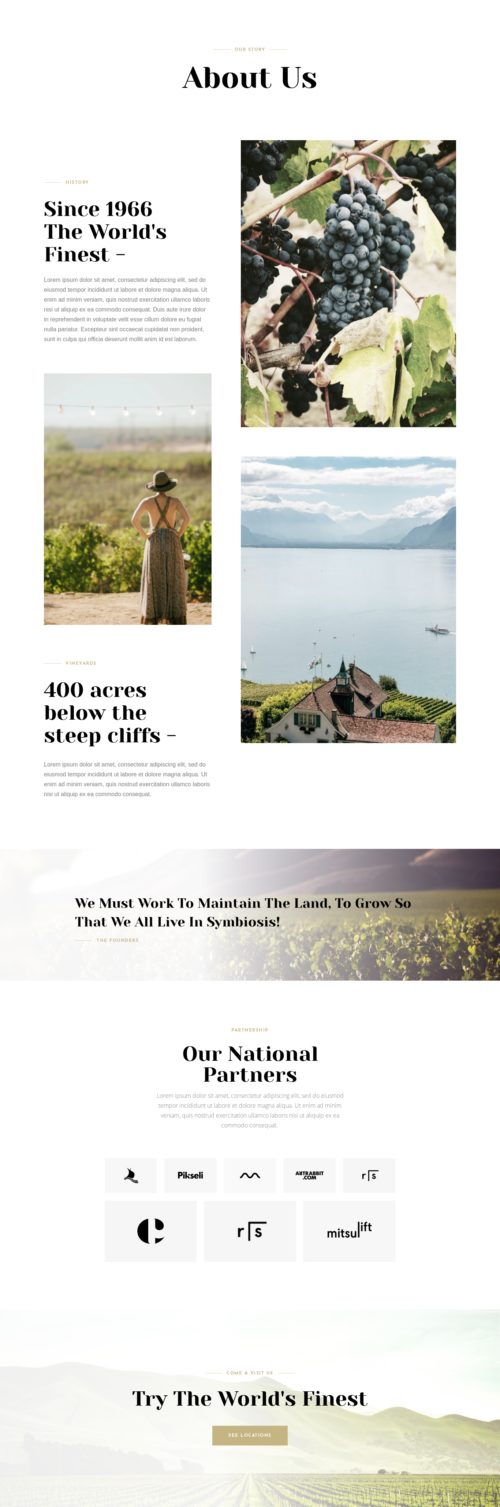 OUR STORY
About Us
HISTORY
Since 1966
The World's
Finest -
Lorem ipsum dolor sit amet, consectetur adipiscing elit, sed do
eiusmod tempor incididunt ut labore et dolore magna aliqua. Ut
enim ad minim veniam, quis nostrud exercitation ullamco laboris
nisi ut aliquip ex ea commodo consequat. Duis aute irure dolor
in reprehenderit in voluptate velit esse cillum dolore eu fugiat
nulla pariatur. Excepteur sint occaecat cupidatat non proident,
sunt in culpa qui officia deserunt mollit anim id est laborum.
VINEYARDS
400 acres
below the
steep cliffs -
Lorem ipsum dolor sit amet, consectetur adipiscing elit, sed do
eiusmod tempor incididunt ut labore et dolore magna aliqua. Ut
enim ad minim veniam, quis nostrud exercitation ullamco laboris
nisi ut aliquip ex ea commodo consequat.
We Must Work To Maintain The Land, To Grow So
That We All Live In Symbiosis!
THE FOUNDERS
PARTNERSHIP
Our National
Partners
Lorem ipsum dolor sit amet, consectetur adipiscing elit, sed do eiusmod
tempor incididunt ut labore et dolore magna aliqua. Ut enim ad minim
veniam, quis nostrud exercitation ullamco laboris nisi ut aliquip ex ea
commodo consequat.
Pikseli
ARTRABBIT
.COM
r s
e
r s
mitsulift
COME & VISIT US
Try The World's Finest
SEE LOCATIONS